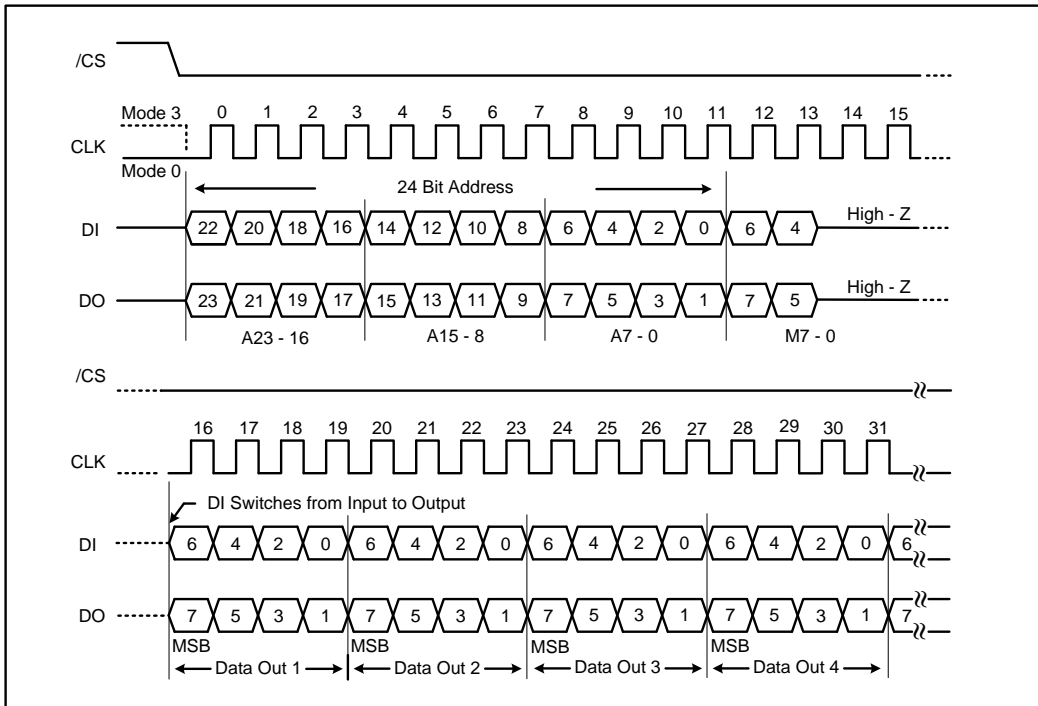 /CS
Mode 3 0 1 2 3 4 5 6 7 8 9 10 11 12 13 14 15
CLK
Mode 0
24 Bit Address
DI 22 20 18 16 14 12 10 8 6 4 2 0 6 4 High - Z
DO 23 21 19 17 15 13 11 9 7 5 3 1 7 5 High - Z
A23 - 16 A15 - 8 A7 - 0 M7 - 0
/CS
16 17 18 19 20 21 22 23 24 25 26 27 28 29 30 31
CLK
DI Switches from Input to Output
DI 6 4 2 0 6 4 2 0 6 4 2 0 6 4 2 0 6
DO 7 5 3 1 7 5 3 1 7 5 3 1 7 5 3 1 7
MSB MSB MSB MSB
Data Out 1 Data Out 2 Data Out 3 Data Out 4